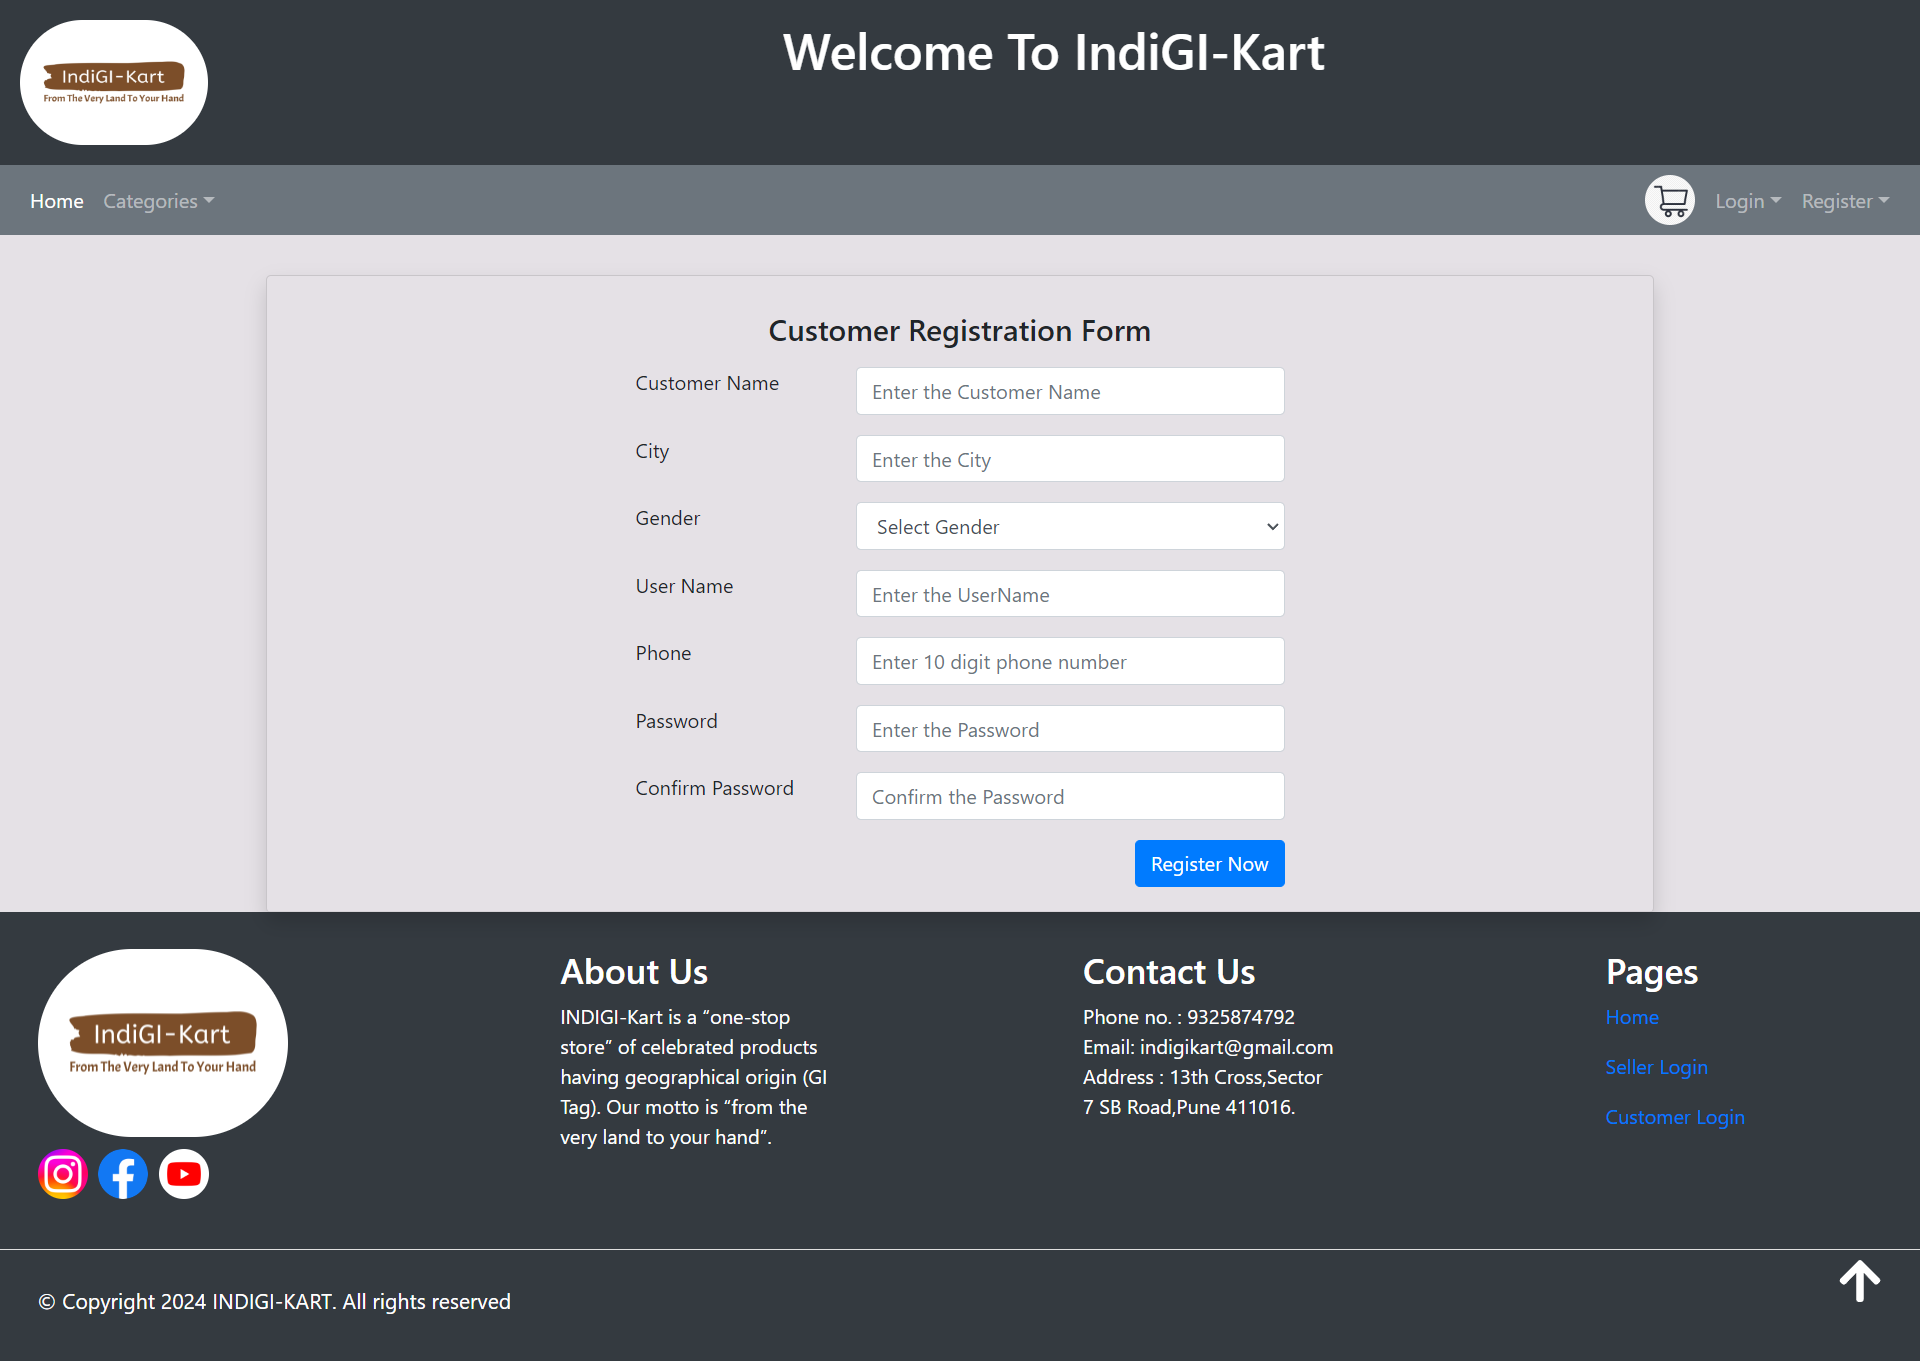 IndiGI-Kart
From The Very Land To Your Hand
Welcome To IndiGI-Kart
Home
Categories
Login
Register
Customer Registration Form
Customer Name
Enter the Customer Name
City
Enter the City
Gender
Select Gender
User Name
Enter the UserName
Phone
Enter 10 digit phone number
Password
Enter the Password
Confirm Password
Confirm the Password
Register Now
IndiGI-Kart
From The Very Land To Your Hand
About Us
INDIGI-Kart is a “one-stop
store” of celebrated products
having geographical origin (GI
Tag). Our motto is “from the
very land to your hand”.
Contact Us
Phone no. : 9325874792
Email: indigikart@gmail.com
Address : 13th Cross,Sector
7 SB Road,Pune 411016.
Pages
Home
Seller Login
Customer Login
© Copyright 2024 INDIGI-KART. All rights reserved